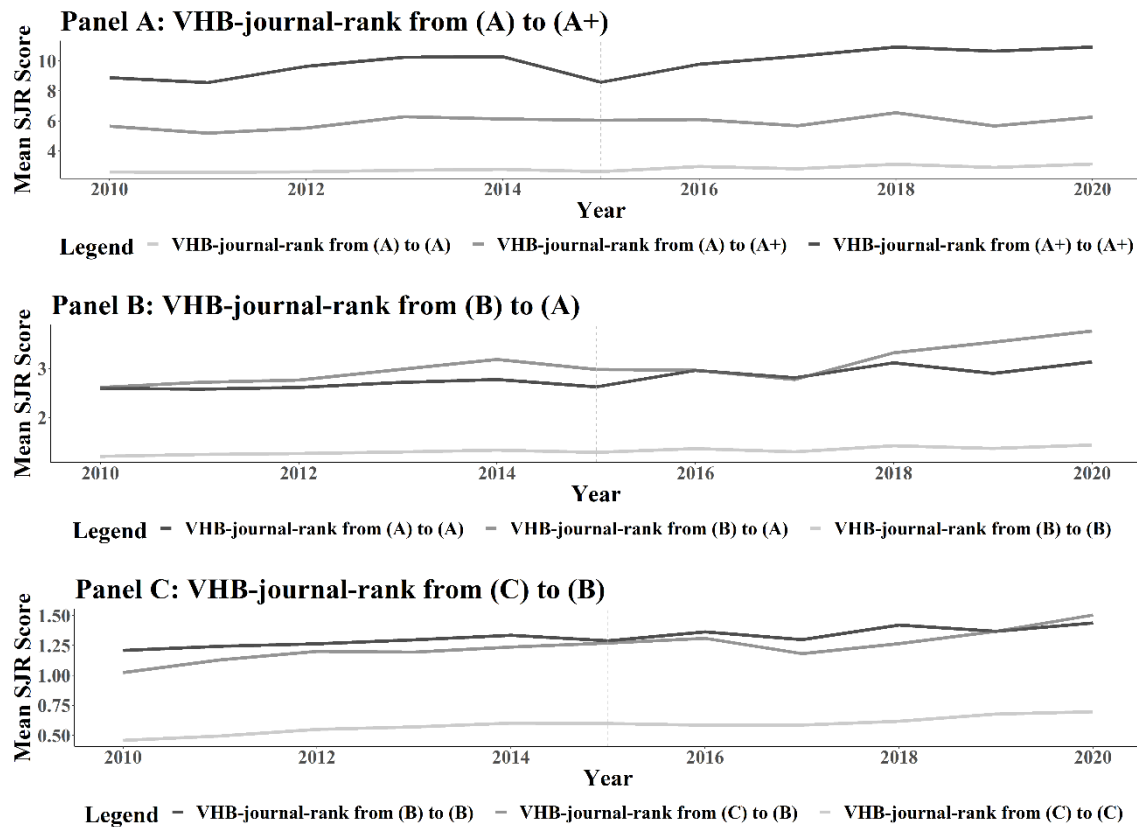 Panel A: VHB-journal-rank from (A) to (A+)
Mean SJR Score
10
8
6
4
2010 2012 2014 2016 2018 2020
Year
Legend VHB-journal-rank from (A) to (A) VHB-journal-rank from (A) to (A+) VHB-journal-rank from (A+) to (A+)
Panel B: VHB-journal-rank from (B) to (A)
Mean SJR Score
3
2
2010 2012 2014 2016 2018 2020
Year
Legend VHB-journal-rank from (A) to (A) VHB-journal-rank from (B) to (A) VHB-journal-rank from (B) to (B)
Panel C: VHB-journal-rank from (C) to (B)
Mean SJR Score
1.50
1.25
1.00
0.75
0.50
2010 2012 2014 2016 2018 2020
Year
Legend VHB-journal-rank from (B) to (B) VHB-journal-rank from (C) to (B) VHB-journal-rank from (C) to (C)